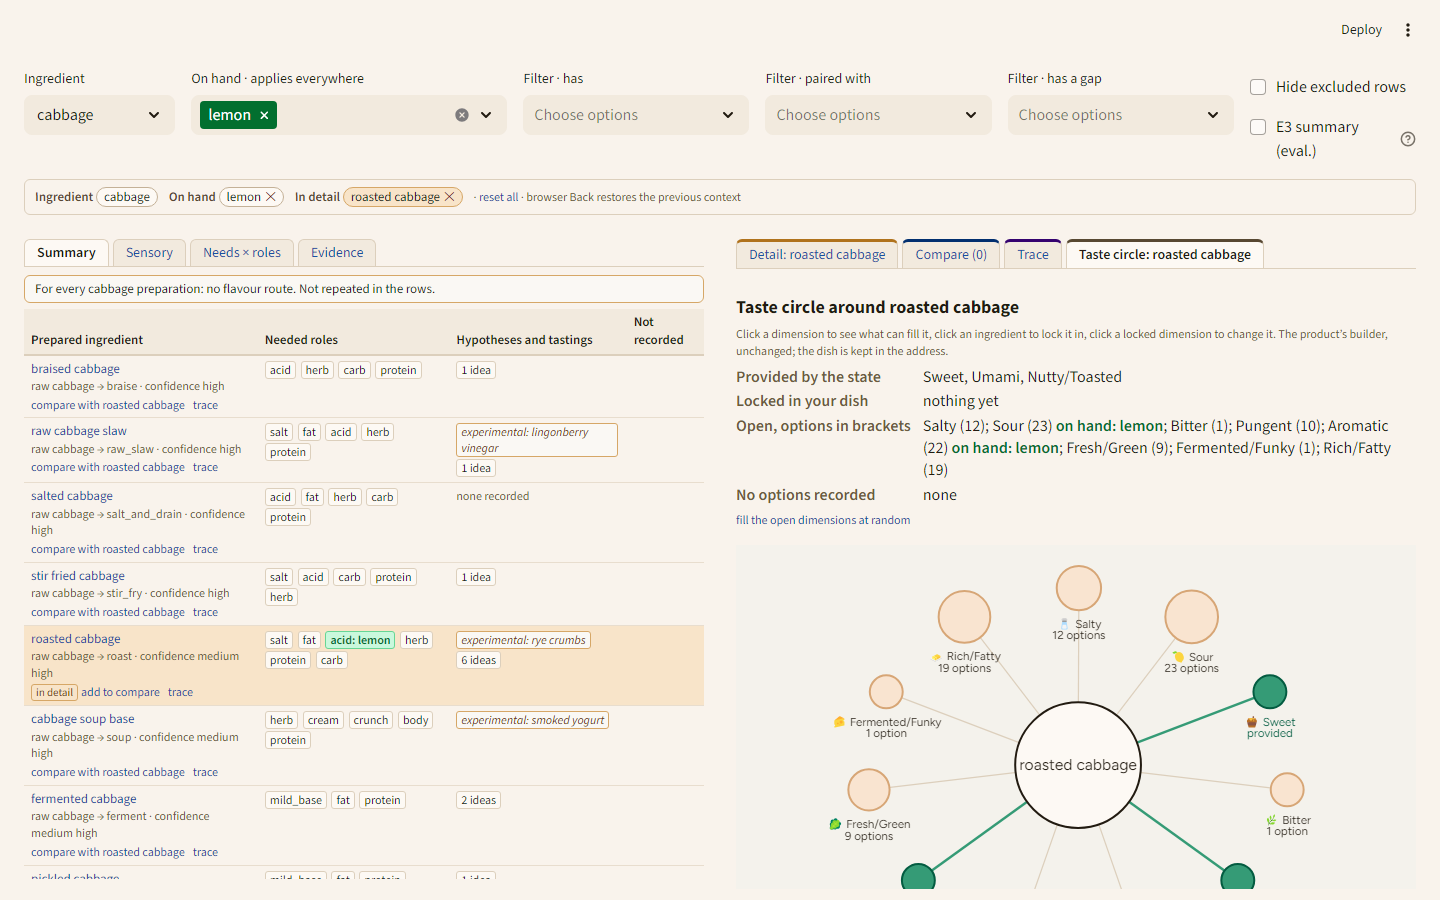 Deploy
Ingredient
On hand · applies everywhere
Filter · has
Filter · paired with
Filter · has a gap
cabbage
lemon ×
Choose options
Choose options
Choose options
Hide excluded rows
E3 summary
(eval.)
Ingredient cabbage On hand lemon × In detail roasted cabbage × · reset all · browser Back restores the previous context
Summary
Sensory
Needs × roles
Evidence
For every cabbage preparation: no flavour route. Not repeated in the rows.
Prepared ingredient
Needed roles
Hypotheses and tastings
Not
recorded
braised cabbage
raw cabbage → braise · confidence high
compare with roasted cabbage trace
acid herb carb protein
1 idea
raw cabbage slaw
raw cabbage → raw_slaw · confidence high
compare with roasted cabbage trace
salt fat acid herb
protein
experimental: lingonberry
vinegar
1 idea
salted cabbage
raw cabbage → salt_and_drain · confidence
high
compare with roasted cabbage trace
acid fat herb carb
protein
none recorded
stir fried cabbage
raw cabbage → stir_fry · confidence high
compare with roasted cabbage trace
salt acid carb protein
herb
1 idea
roasted cabbage
raw cabbage → roast · confidence medium
high
in detail add to compare trace
salt fat acid: lemon herb
protein carb
experimental: rye crumbs
6 ideas
cabbage soup base
raw cabbage → soup · confidence medium
high
compare with roasted cabbage trace
herb cream crunch body
protein
experimental: smoked yogurt
fermented cabbage
raw cabbage → ferment · confidence
medium high
compare with roasted cabbage trace
mild_base fat protein
2 ideas
pickled cabbage
mild_base fat protein
1 idea
Detail: roasted cabbage
Compare (0)
Trace
Taste circle: roasted cabbage
Taste circle around roasted cabbage
Click a dimension to see what can fill it, click an ingredient to lock it in, click a locked dimension to change it. The product's builder,
unchanged; the dish is kept in the address.
Provided by the state Sweet, Umami, Nutty/Toasted
Locked in your dish nothing yet
Open, options in brackets Salty (12); Sour (23) on hand: lemon; Bitter (1); Pungent (10); Aromatic
(22) on hand: lemon; Fresh/Green (9); Fermented/Funky (1); Rich/Fatty
(19)
No options recorded none
fill the open dimensions at random
Salty
12 options
Rich/Fatty
19 options
Sour
23 options
Fermented/Funky
1 option
Sweet
provided
roasted cabbage
Fresh/Green
9 options
Bitter
1 option